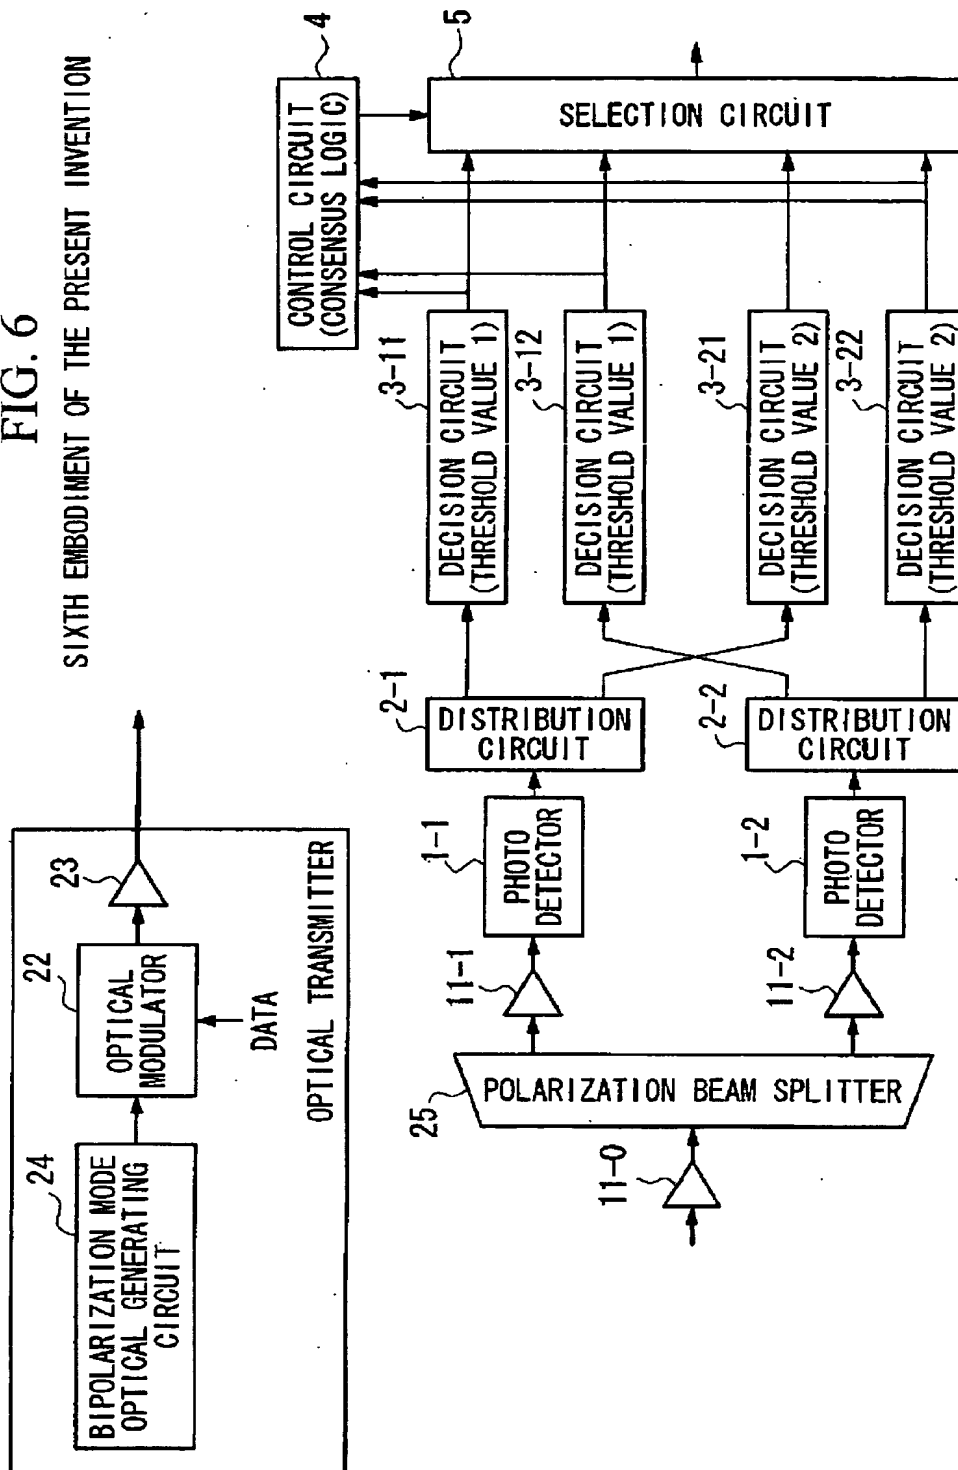 FIG. 6
SIXTH EMBODIMENT OF THE PRESENT INVENTION
24
BIPOLARIZATION MODE
OPTICAL GENERATING
CIRCUIT
22
OPTICAL
MODULATOR
23
DATA
OPTICAL TRANSMITTER
11-0
25
POLARIZATION BEAM SPLITTER
11-1
11-2
1-1
PHOTO
DETECTOR
1-2
PHOTO
DETECTOR
2-1
DISTRIBUTION
CIRCUIT
2-2
DISTRIBUTION
CIRCUIT
3-11
DECISION CIRCUIT
(THRESHOLD VALUE 1)
3-12
DECISION CIRCUIT
(THRESHOLD VALUE 1)
3-21
DECISION CIRCUIT
(THRESHOLD VALUE 2)
3-22
DECISION CIRCUIT
(THRESHOLD VALUE 2)
4
CONTROL CIRCUIT
(CONSENSUS LOGIC)
5
SELECTION CIRCUIT